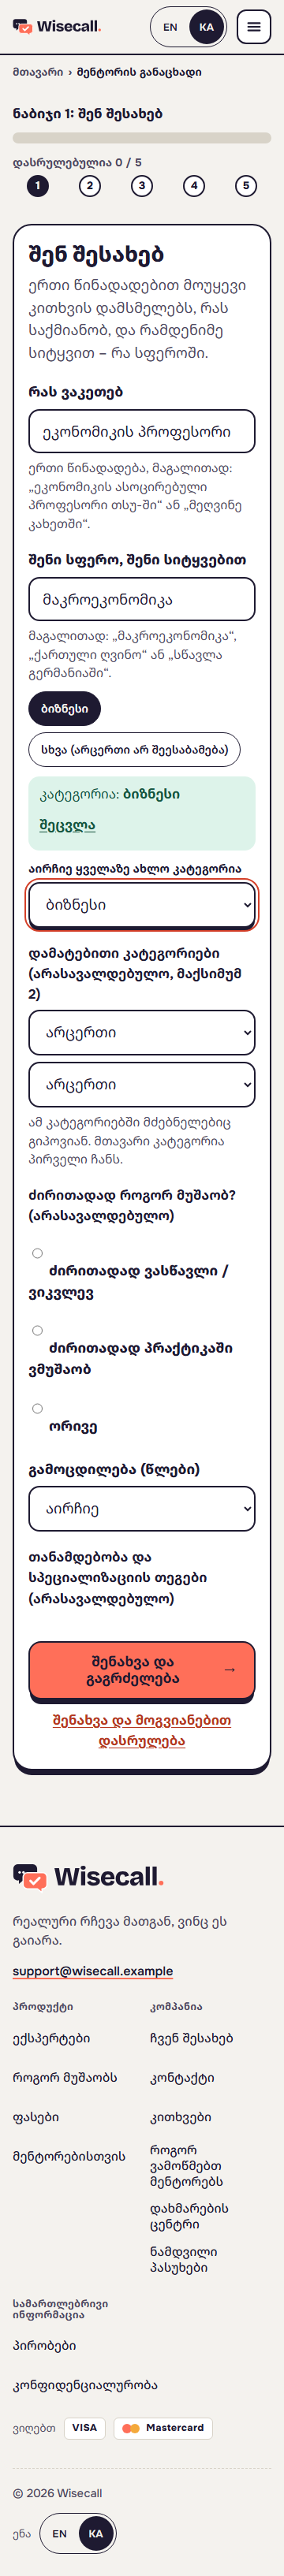 Wisecall.
EN
KA
მთავარი › მენტორის განაცხადი
ნაბიჯი 1: შენ შესახებ
დასრულებულია 0 / 5
1
2
3
4
5
შენ შესახებ
ერთი წინადადებით მოუყევი
კითხვის დამსმელებს, რას
საქმიანობ, და რამდენიმე
სიტყვით – რა სფეროში.
რას ვაკეთებ
ეკონომიკის პროფესორი
ერთი წინადადება, მაგალითად:
„ეკონომიკის ასოცირებული
პროფესორი თსუ-ში“ ან „მეღვინე
კახეთში“.
შენი სფერო, შენი სიტყვებით
მაკროეკონომიკა
მაგალითად: „მაკროეკონომიკა“,
„ქართული ღვინო“ ან „სწავლა
გერმანიაში“.
ბიზნესი
სხვა (არცერთი არ შეესაბამება)
კატეგორია: ბიზნესი
შეცვლა
აირჩიე ყველაზე ახლო კატეგორია
ბიზნესი
დამატებითი კატეგორიები
(არასავალდებულო, მაქსიმუმ
2)
არცერთი
არცერთი
ამ კატეგორიებში მძებნელებიც
გიპოვიან. მთავარი კატეგორია
პირველი ჩანს.
ძირითადად როგორ მუშაობ?
(არასავალდებულო)
ძირითადად ვასწავლი /
ვიკვლევ
ძირითადად პრაქტიკაში
ვმუშაობ
ორივე
გამოცდილება (წლები)
აირჩიე
თანამდებობა და
სპეციალიზაციის თეგები
(არასავალდებულო)
შენახვა და
გაგრძელება →
შენახვა და მოგვიანებით
დასრულება
Wisecall.
რეალური რჩევა მათგან, ვინც ეს
გაიარა.
support@wisecall.example
პროდუქტი
ექსპერტები
როგორ მუშაობს
ფასები
მენტორებისთვის
კომპანია
ჩვენ შესახებ
კონტაქტი
კითხვები
როგორ
ვამოწმებთ
მენტორებს
დახმარების
ცენტრი
ნამდვილი
პასუხები
სამართლებრივი
ინფორმაცია
პირობები
კონფიდენციალურობა
ვიღებთ
VISA
Mastercard
© 2026 Wisecall
ენა
EN
KA